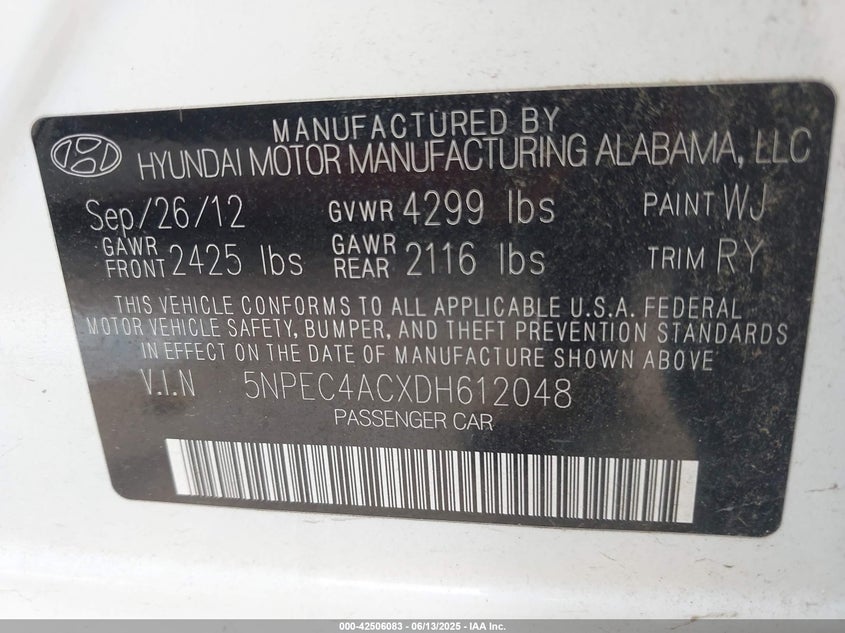 MANUFACTURED BY
HYUNDAI MOTOR MANUFACTURING ALABAMA, LLC
Sep/26/12 GVWR 4299 lbs PAINT WJ
GAWR FRONT 2425 lbs GAWR REAR 2116 lbs TRIM RY
THIS VEHICLE CONFORMS TO ALL APPLICABLE U.S.A. FEDERAL
MOTOR VEHICLE SAFETY, BUMPER, AND THEFT PREVENTION STANDARDS
IN EFFECT ON THE DATE OF MANUFACTURE SHOWN ABOVE
V.I.N 5NPEC4ACXDH612048
PASSENGER CAR
000-42506083 - 06/13/2025 - IAA Inc.